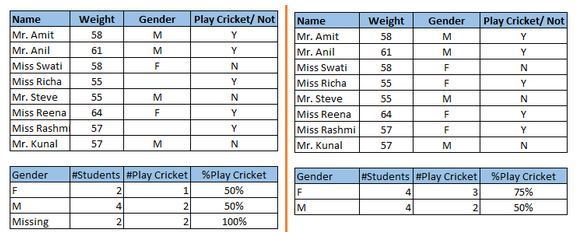 Name Weight Gender Play Cricket/ Not
Mr. Amit 58 M Y
Mr. Anil 61 M Y
Miss Swati 58 F N
Miss Richa 55 Y
Mr. Steve 55 M N
Miss Reena 64 F Y
Miss Rashmi 57 Y
Mr. Kunal 57 M N
Gender #Students #Play Cricket %Play Cricket
F 2 1 50%
M 4 2 50%
Missing 2 2 100%
Name Weight Gender Play Cricket/ Not
Mr. Amit 58 M Y
Mr. Anil 61 M Y
Miss Swati 58 F N
Miss Richa 55 F Y
Mr. Steve 55 M N
Miss Reena 64 F Y
Miss Rashmi 57 F Y
Mr. Kunal 57 M N
Gender #Students #Play Cricket %Play Cricket
F 4 3 75%
M 4 2 50%